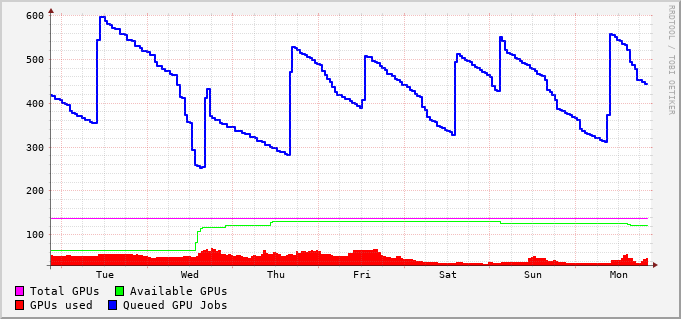 RRDTOOL / TOBI OETIKER
600
500
400
300
200
100
Tue Wed Thu Fri Sat Sun Mon
Total GPUs Available GPUs
GPUs used Queued GPU Jobs